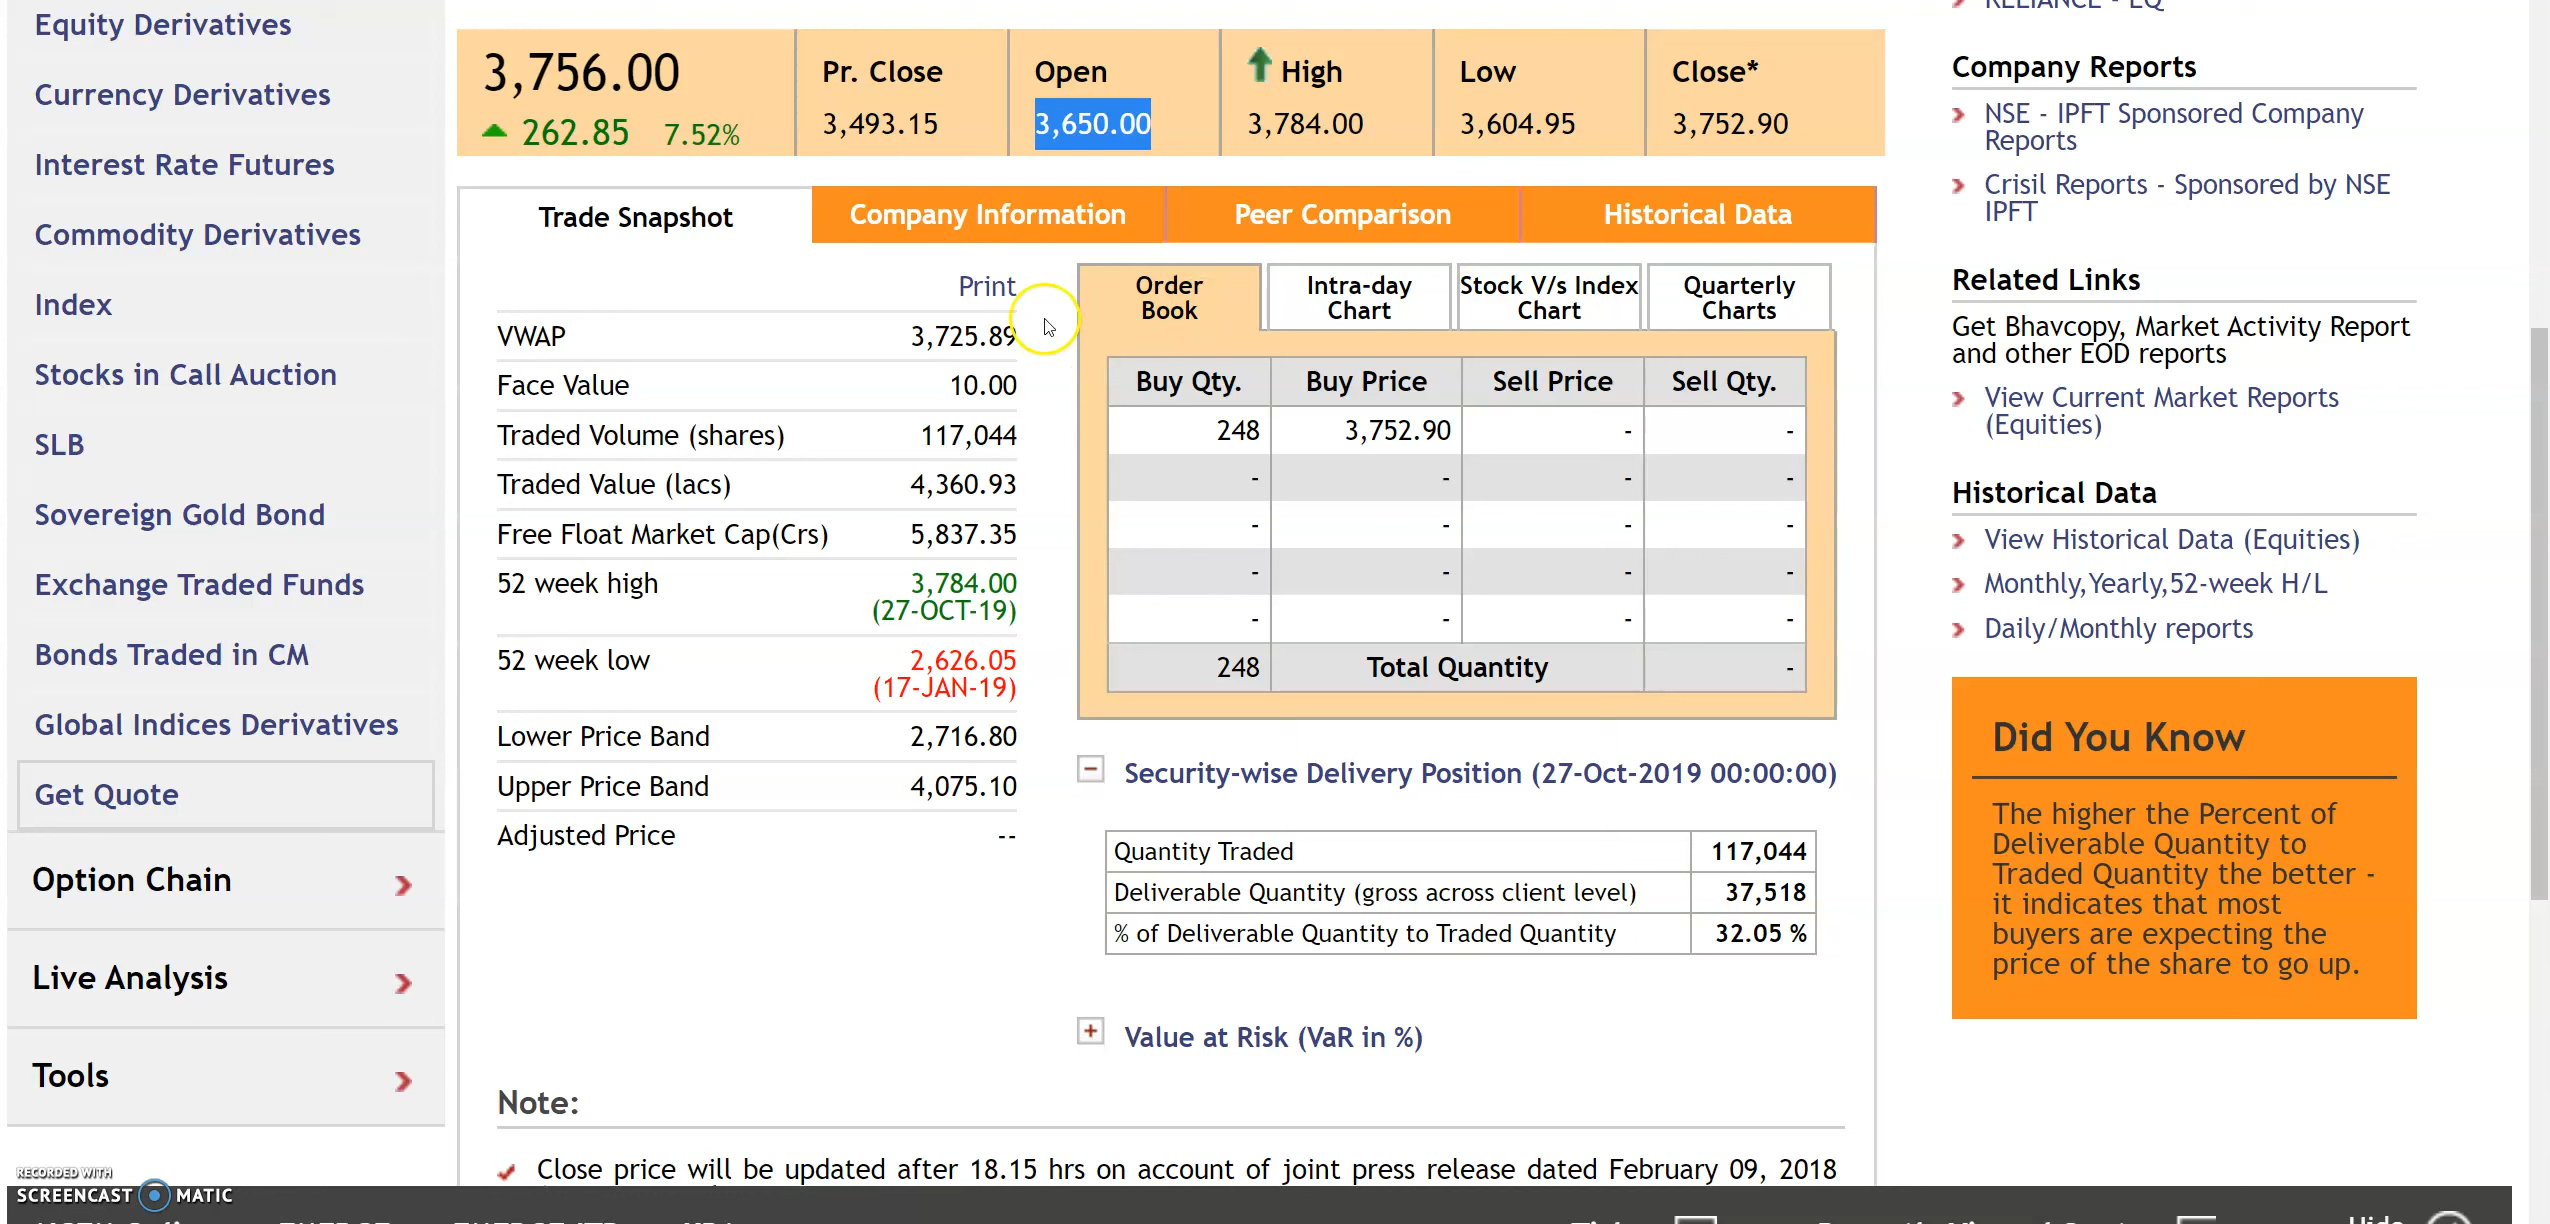 Equity Derivatives
Currency Derivatives
Interest Rate Futures
Commodity Derivatives
Index
Stocks in Call Auction
SLB
Sovereign Gold Bond
Exchange Traded Funds
Bonds Traded in CM
Global Indices Derivatives
Get Quote
Option Chain
Live Analysis
Tools
3,756.00 Pr. Close Open High Low Close*
262.85 7.52% 3,493.15 3,650.00 3,784.00 3,604.95 3,752.90
Trade Snapshot Company Information Peer Comparison Historical Data
Print
VWAP 3,725.89
Face Value 10.00
Traded Volume (shares) 117,044
Traded Value (lacs) 4,360.93
Free Float Market Cap(Crs) 5,837.35
52 week high 3,784.00
(27-OCT-19)
52 week low 2,626.05
(17-JAN-19)
Lower Price Band 2,716.80
Upper Price Band 4,075.10
Adjusted Price --
Order Intra-day Stock V/s Index Quarterly
Book Chart Chart Charts
Buy Qty. Buy Price Sell Price Sell Qty.
248 3,752.90 - -
- - - -
- - - -
- - - -
- - - -
248 Total Quantity -
Security-wise Delivery Position (27-Oct-2019 00:00:00)
Quantity Traded 117,044
Deliverable Quantity (gross across client level) 37,518
% of Deliverable Quantity to Traded Quantity 32.05 %
Value at Risk (VaR in %)
Note:
Close price will be updated after 18.15 hrs on account of joint press release dated February 09, 2018
RELIANCE - EQ
Company Reports
NSE - IPFT Sponsored Company
Reports
Crisil Reports - Sponsored by NSE
IPFT
Related Links
Get Bhavcopy, Market Activity Report
and other EOD reports
View Current Market Reports
(Equities)
Historical Data
View Historical Data (Equities)
Monthly,Yearly,52-week H/L
Daily/Monthly reports
Did You Know
The higher the Percent of
Deliverable Quantity to
Traded Quantity the better -
it indicates that most
buyers are expecting the
price of the share to go up.
RECORDED WITH
SCREENCAST MATIC